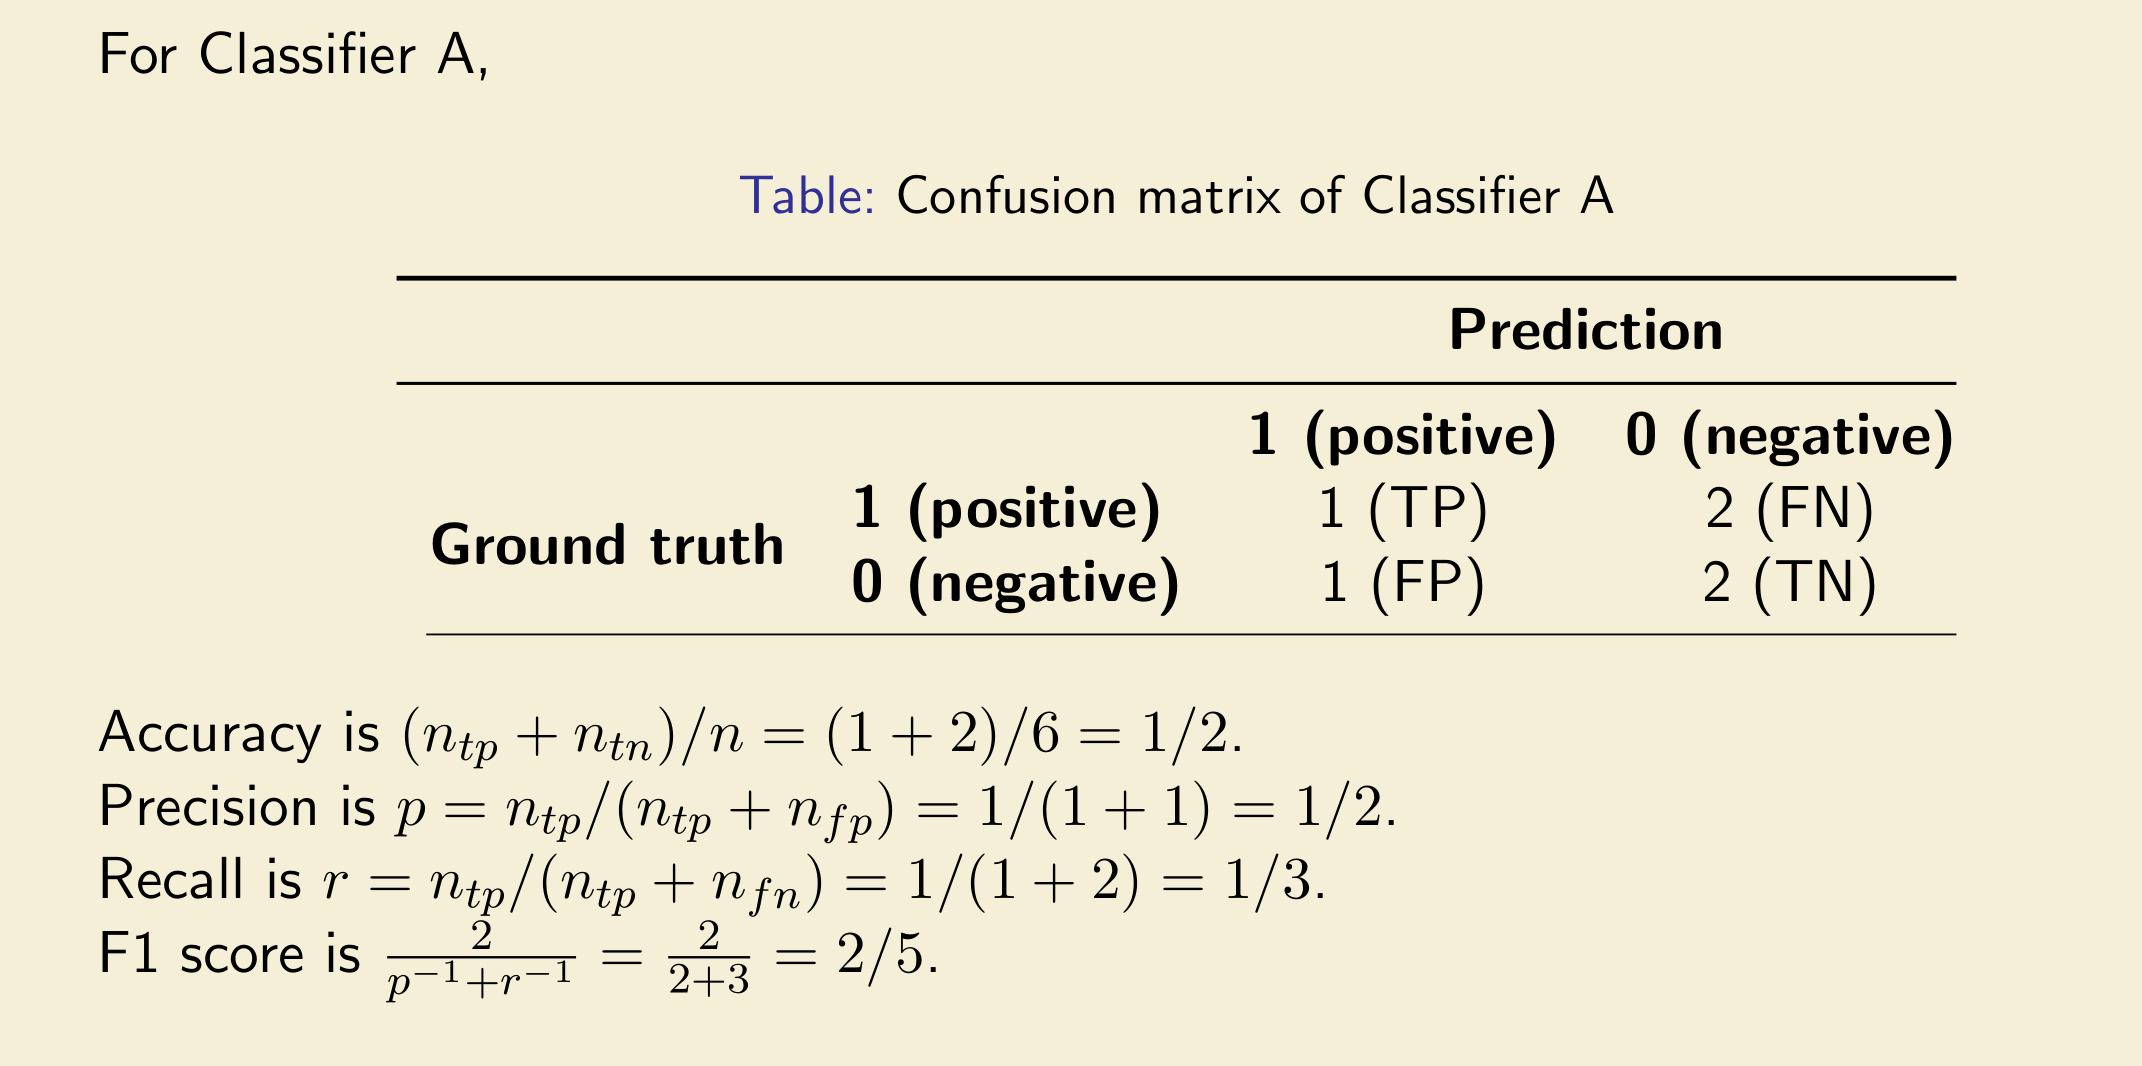 For Classifier A,
Table: Confusion matrix of Classifier A
Prediction
1 (positive) 0 (negative)
Ground truth 1 (positive) 1 (TP) 2 (FN)
0 (negative) 1 (FP) 2 (TN)
Accuracy is $(n_{tp} + n_{tn})/n = (1 + 2)/6 = 1/2$.
Precision is $p = n_{tp}/(n_{tp} + n_{fp}) = 1/(1 + 1) = 1/2$.
Recall is $r = n_{tp}/(n_{tp} + n_{fn}) = 1/(1 + 2) = 1/3$.
F1 score is $\frac{2}{p^{-1}+r^{-1}} = \frac{2}{2+3} = 2/5$.